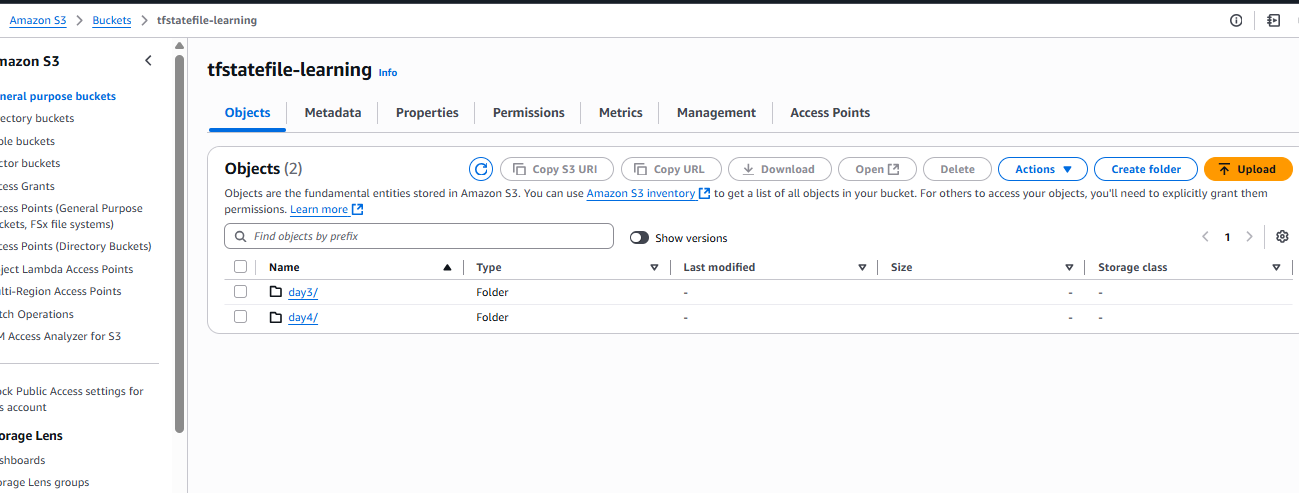 Amazon S3 > Buckets > tfstatefile-learning
mazon S3
neral purpose buckets
ectory buckets
ble buckets
ctor buckets
cess Grants
cess Points (General Purpose
ckets, FSx file systems)
cess Points (Directory Buckets)
ject Lambda Access Points
lti-Region Access Points
tch Operations
M Access Analyzer for S3
ock Public Access settings for
s account
orage Lens
shboards
orage Lens groups
tfstatefile-learning Info
Objects Metadata Properties Permissions Metrics Management Access Points
Objects (2) Copy S3 URI Copy URL Download Open Delete Actions Create folder Upload
Objects are the fundamental entities stored in Amazon S3. You can use Amazon S3 inventory to get a list of all objects in your bucket. For others to access your objects, you'll need to explicitly grant them
permissions. Learn more
Find objects by prefix Show versions < 1 >
Name Type Last modified Size Storage class
day3/ Folder - - -
day4/ Folder - - -